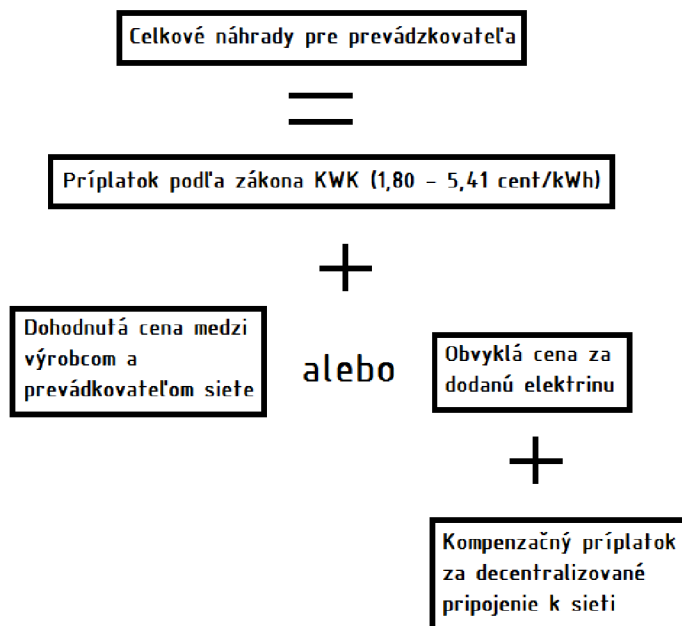 Celkové náhrady pre prevádzkovateľa
=
Príplatok podľa zákona KWK (1,80 – 5,41 cent/kWh)
+
Dohodnutá cena medzi
výrobcom a
prevádkovateľom siete
alebo
Obvyklá cena za
dodanú elektrinu
+
Kompenzačný príplatok
za decentralizované
pripojenie k sieti